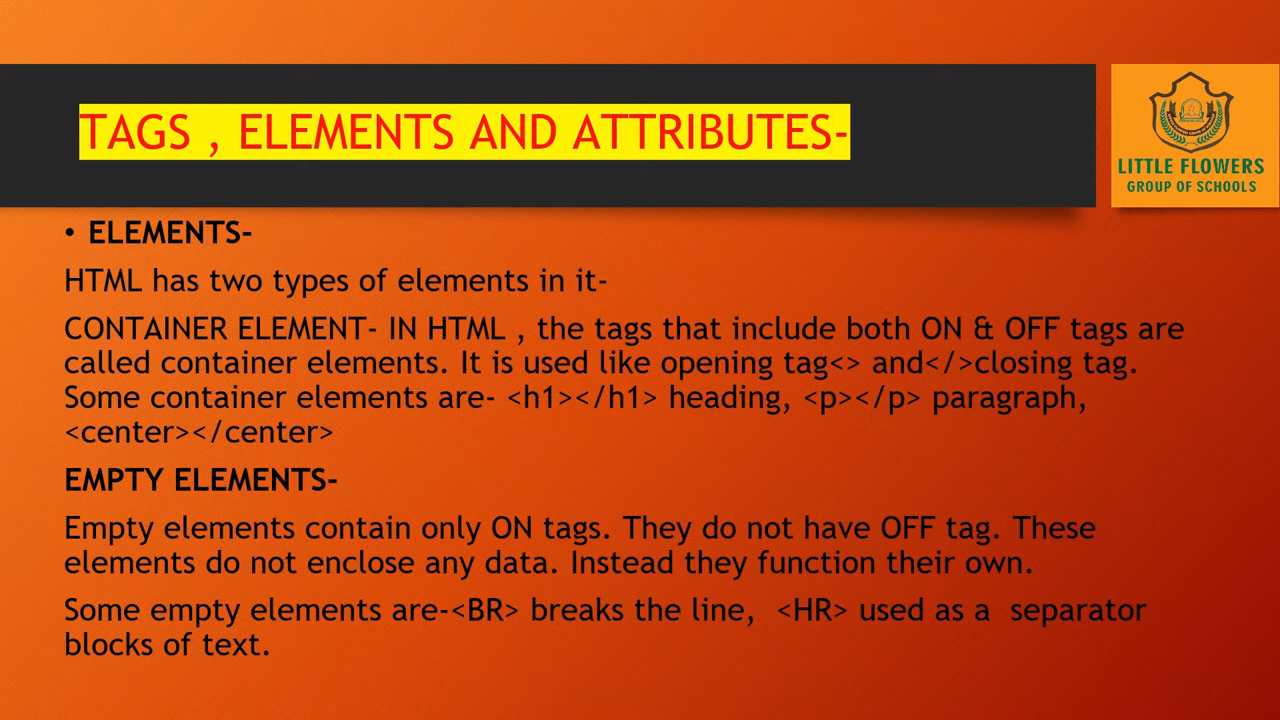 TAGS , ELEMENTS AND ATTRIBUTES-
LITTLE FLOWERS
GROUP OF SCHOOLS
• ELEMENTS-
HTML has two types of elements in it-
CONTAINER ELEMENT- IN HTML , the tags that include both ON & OFF tags are
called container elements. It is used like opening tag<> and</>closing tag.
Some container elements are- <h1></h1> heading, <p></p> paragraph,
<center></center>
EMPTY ELEMENTS-
Empty elements contain only ON tags. They do not have OFF tag. These
elements do not enclose any data. Instead they function their own.
Some empty elements are-<BR> breaks the line,  <HR> used as a  separator
blocks of text.